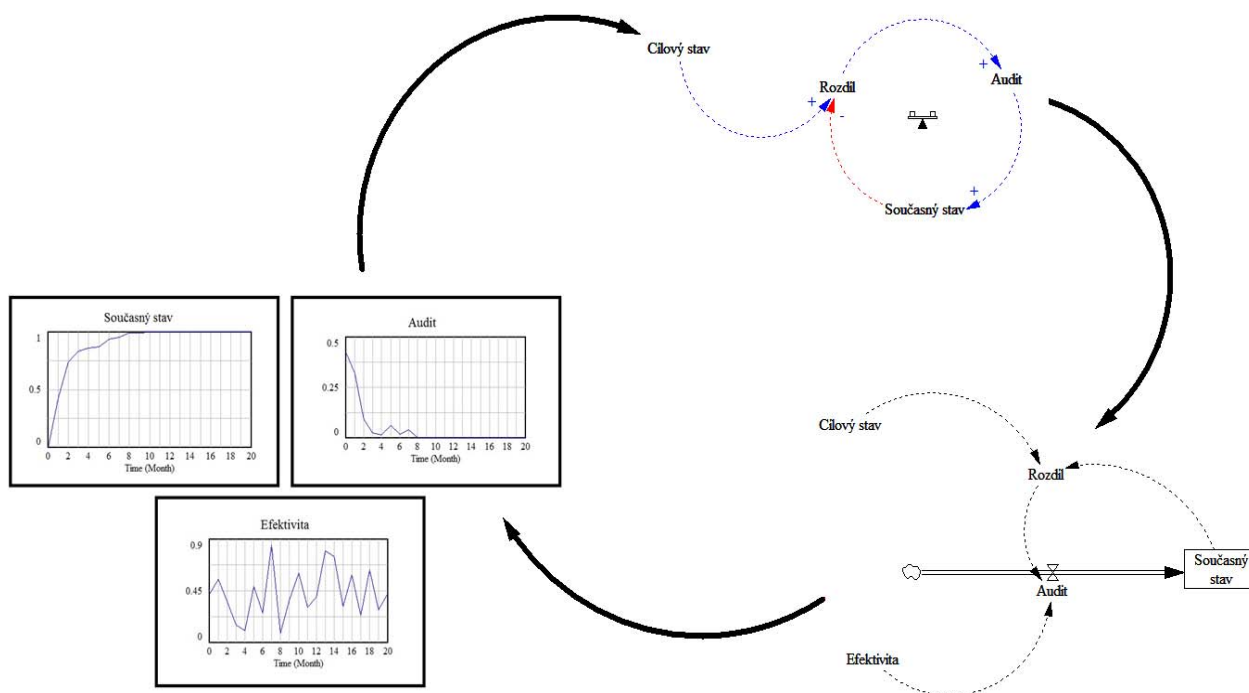 Cílový stav
Rozdíl
Audit
+
+
-
+
Současný stav
Současný stav
1
0.5
0
0 2 4 6 8 10 12 14 16 18 20
Time (Month)
Audit
0.5
0.25
0
0 2 4 6 8 10 12 14 16 18 20
Time (Month)
Efektivita
0.9
0.45
0
0 2 4 6 8 10 12 14 16 18 20
Time (Month)
Cílový stav
Rozdíl
Současný
stav
Audit
Efektivita